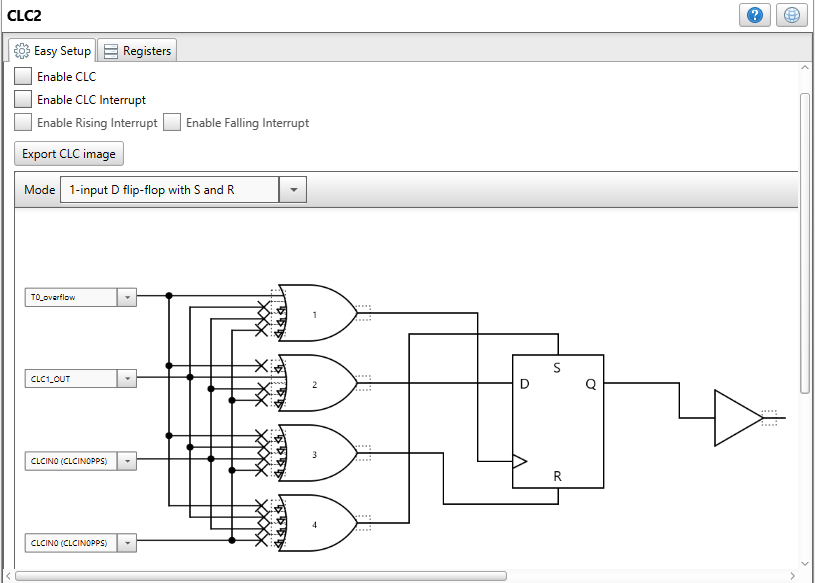 CLC2
?
Easy Setup Registers
Enable CLC
Enable CLC Interrupt
Enable Rising Interrupt Enable Falling Interrupt
Export CLC image
Mode 1-input D flip-flop with S and R
T0_overflow
1
CLC1_OUT
2
S
D Q
CLCIN0 (CLCIN0PPS)
3
R
4
CLCIN0 (CLCIN0PPS)